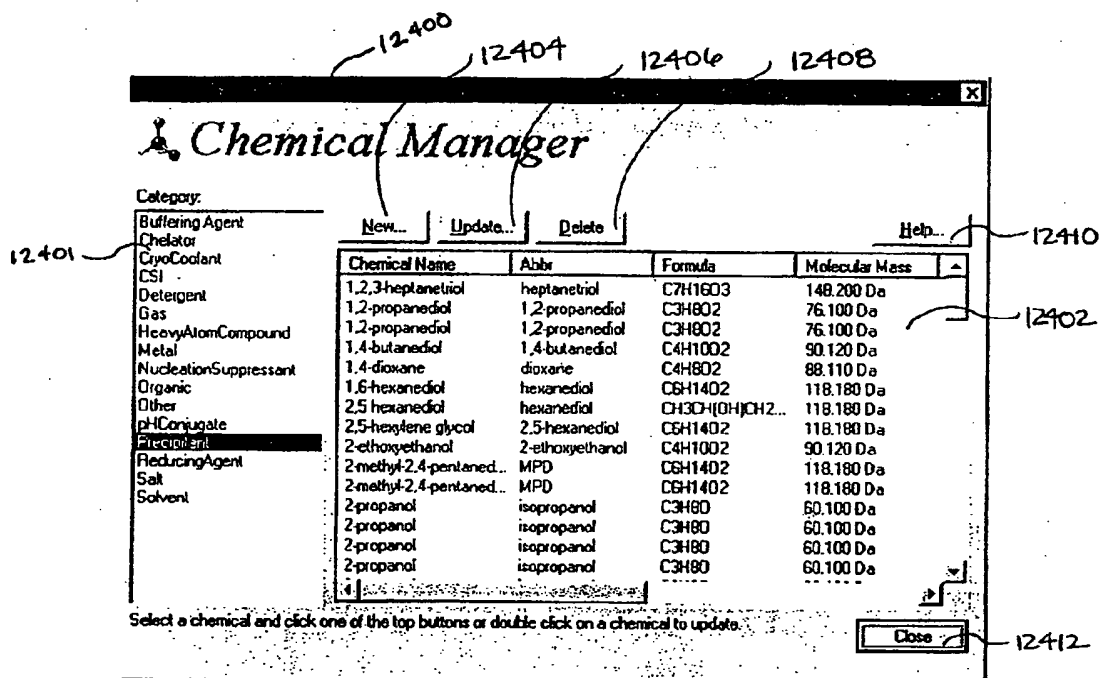 12400
12404
12406
12408
Chemical Manager
Category:
Buffering Agent
Chelator
CryoCoolant
CSI
Detergent
Gas
HeavyAtomCompound
Metal
NucleationSuppressant
Organic
Other
pHConjugate
Precipitent
ReducingAgent
Salt
Solvent
12401
New... Update... Delete Help...
12410
Chemical Name Abbr Formula Molecular Mass
1,2,3-heptanetriol heptanetriol C7H16O3 148.200 Da
1,2-propanediol 1,2-propanediol C3H8O2 76.100 Da
1,2-propanediol 1,2-propanediol C3H8O2 76.100 Da
1,4-butanediol 1,4-butanediol C4H10O2 90.120 Da
1,4-dioxane dioxane C4H8O2 88.110 Da
1,6-hexanediol hexanediol C6H14O2 118.180 Da
2,5 hexanediol hexanediol CH3CH(OH)CH2... 118.180 Da
2,5-hexylene glycol 2,5-hexanediol C6H14O2 118.180 Da
2-ethoxyethanol 2-ethoxyethanol C4H10O2 90.120 Da
2-methyl-2,4-pentaned... MPD C6H14O2 118.180 Da
2-methyl-2,4-pentaned... MPD C6H14O2 118.180 Da
2-propanol isopropanol C3H8O 60.100 Da
2-propanol isopropanol C3H8O 60.100 Da
2-propanol isopropanol C3H8O 60.100 Da
2-propanol isopropanol C3H8O 60.100 Da
12402
Select a chemical and click one of the top buttons or double click on a chemical to update.
Close
12412